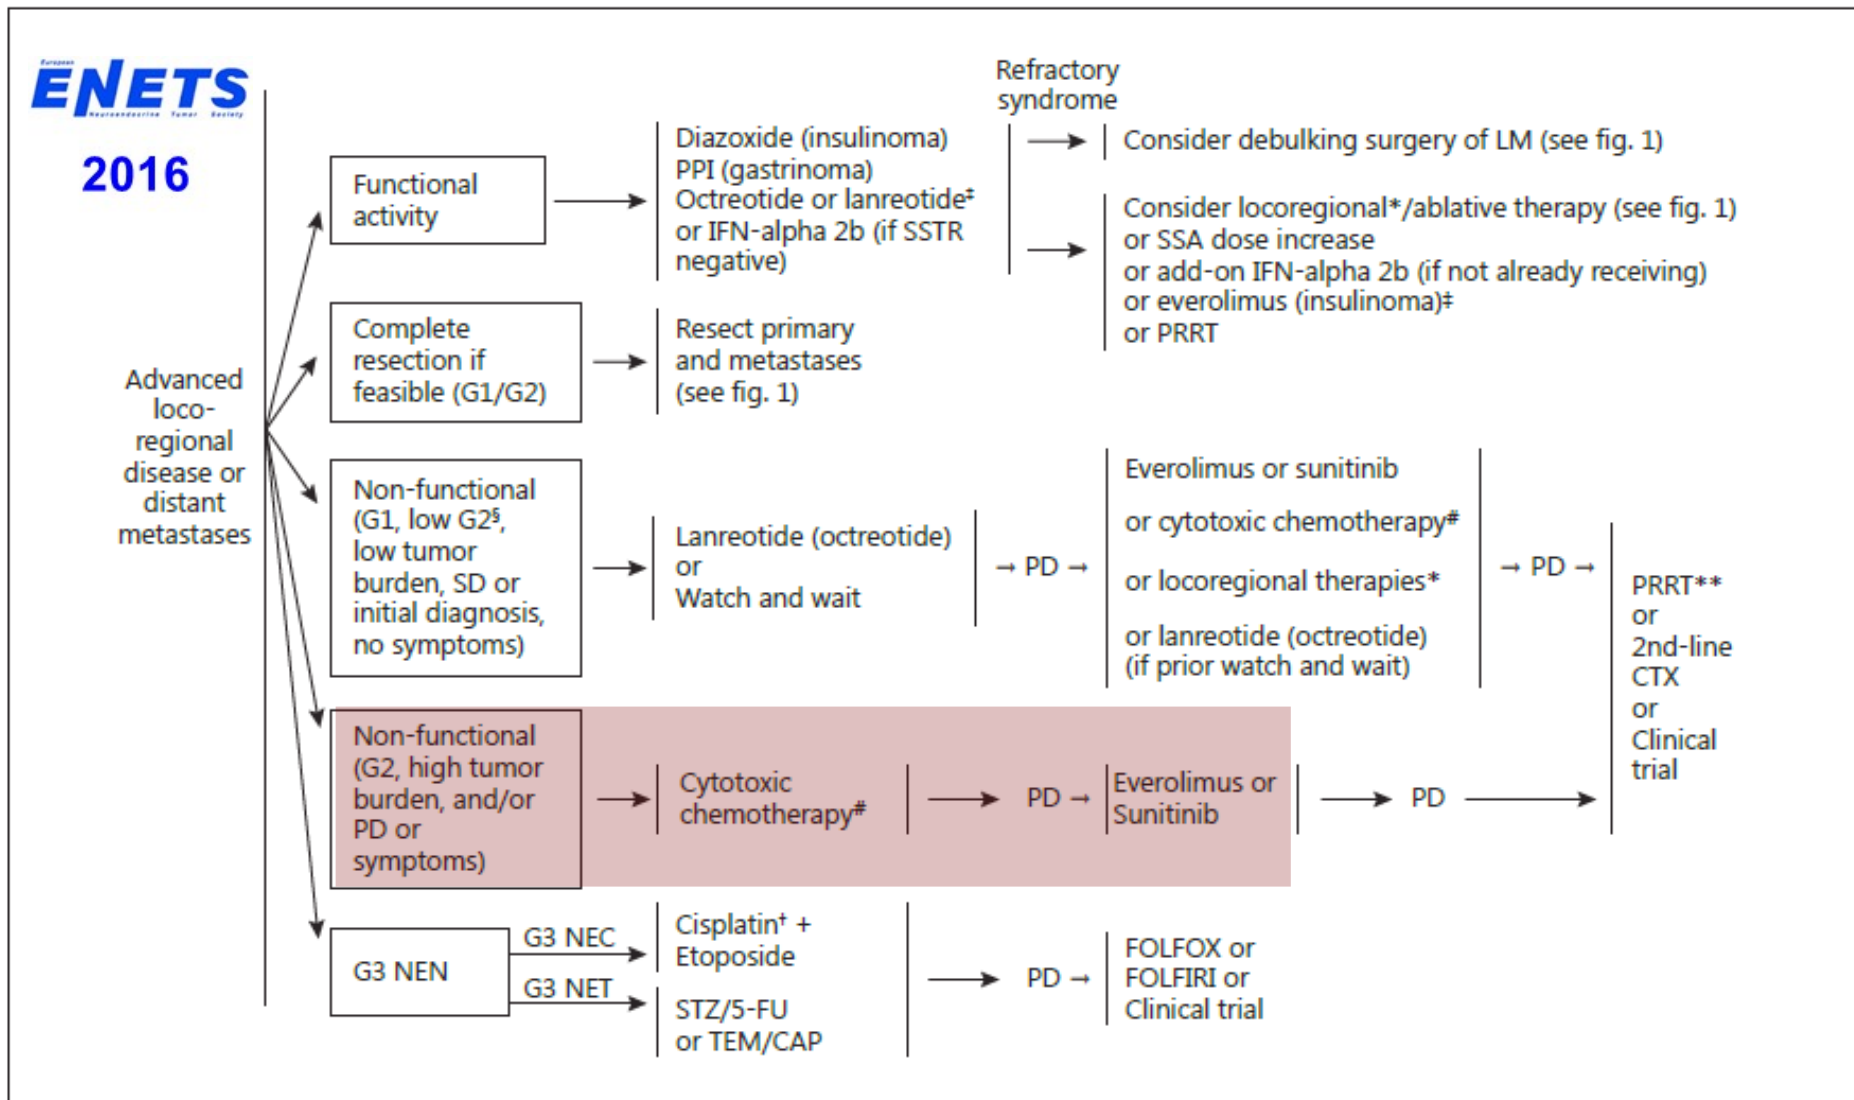 European
ENETS
Neuroendocrine Tumor Society
2016
Advanced
loco-
regional
disease or
distant
metastases
Functional
activity
Diazoxide (insulinoma)
PPI (gastrinoma)
Octreotide or lanreotide‡
or IFN-alpha 2b (if SSTR
negative)
Refractory
syndrome
Consider debulking surgery of LM (see fig. 1)
Consider locoregional*/ablative therapy (see fig. 1)
or SSA dose increase
or add-on IFN-alpha 2b (if not already receiving)
or everolimus (insulinoma)‡
or PRRT
Complete
resection if
feasible (G1/G2)
Resect primary
and metastases
(see fig. 1)
Non-functional
(G1, low G2§,
low tumor
burden, SD or
initial diagnosis,
no symptoms)
Lanreotide (octreotide)
or
Watch and wait
→ PD →
Everolimus or sunitinib
or cytotoxic chemotherapy#
or locoregional therapies*
or lanreotide (octreotide)
(if prior watch and wait)
→ PD →
PRRT**
or
2nd-line
CTX
or
Clinical
trial
Non-functional
(G2, high tumor
burden, and/or
PD or
symptoms)
Cytotoxic
chemotherapy#
PD →
Everolimus or
Sunitinib
PD
G3 NEN
G3 NEC
Cisplatin† +
Etoposide
G3 NET
STZ/5-FU
or TEM/CAP
PD →
FOLFOX or
FOLFIRI or
Clinical trial